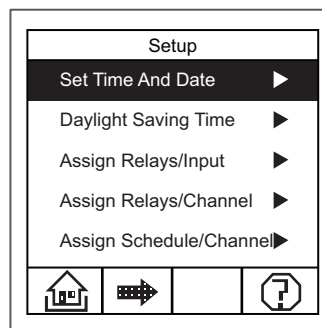 Setup
Set Time And Date
Daylight Saving Time
Assign Relays/Input
Assign Relays/Channel
Assign Schedule/Channel
?